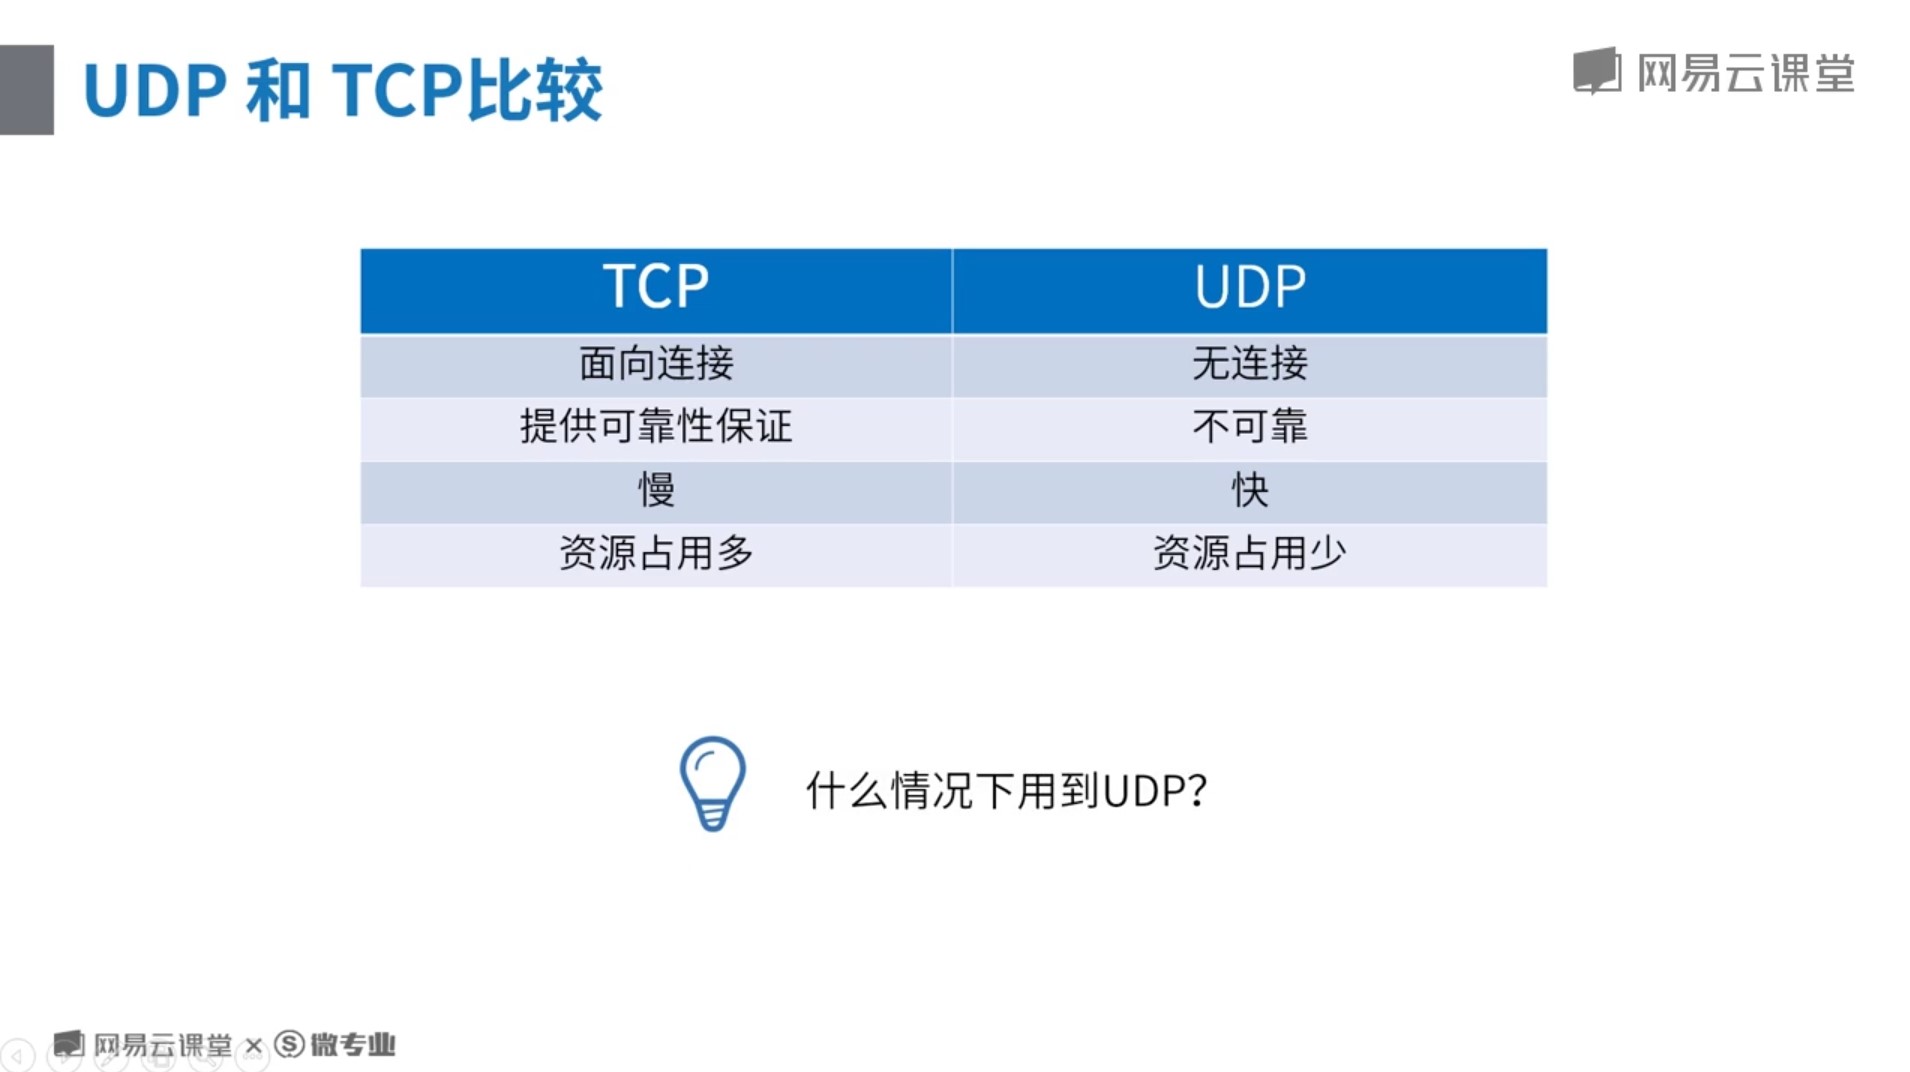 UDP 和 TCP比较
网易云课堂
TCP UDP
面向连接 无连接
提供可靠性保证 不可靠
慢 快
资源占用多 资源占用少
什么情况下用到UDP?
网易云课堂 × 微专业